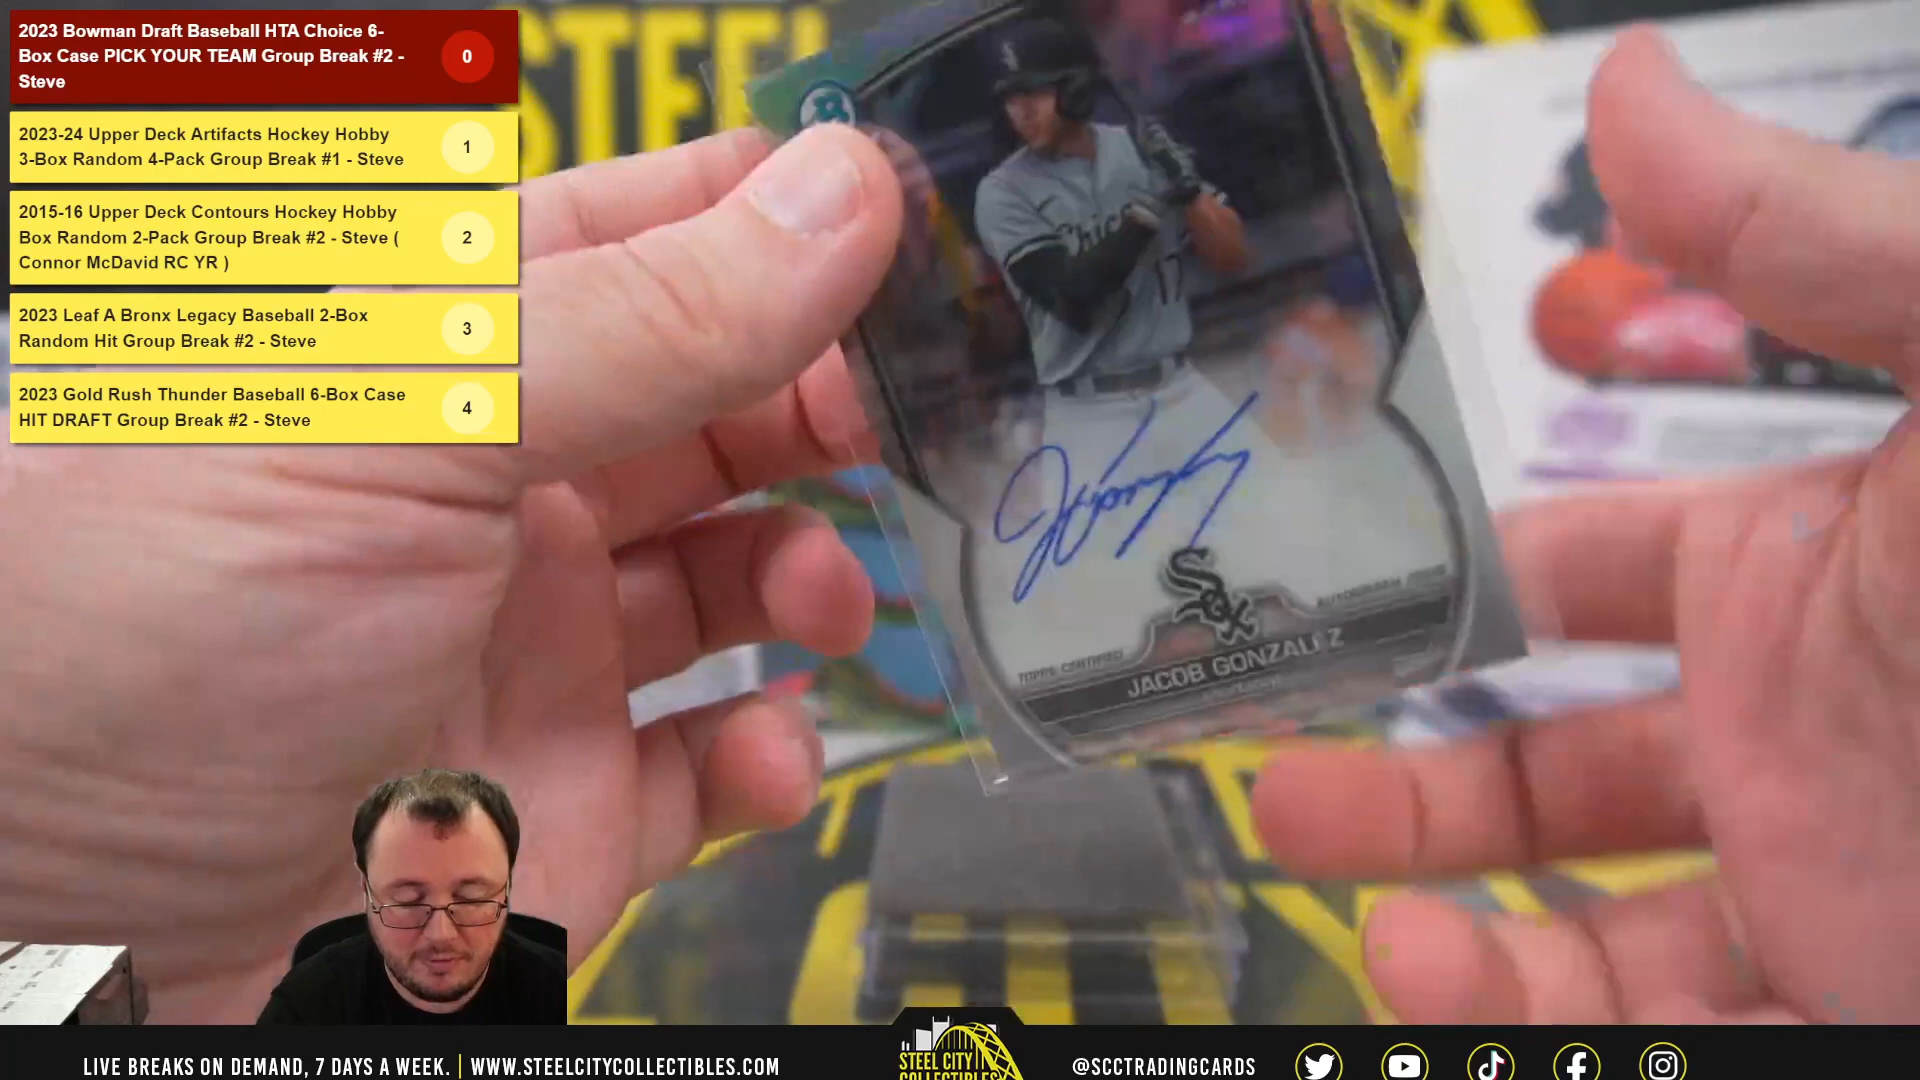 2023 Bowman Draft Baseball HTA Choice 6-
Box Case PICK YOUR TEAM Group Break #2 -
Steve
0
2023-24 Upper Deck Artifacts Hockey Hobby
3-Box Random 4-Pack Group Break #1 - Steve
1
2015-16 Upper Deck Contours Hockey Hobby
Box Random 2-Pack Group Break #2 - Steve (
Connor McDavid RC YR )
2
2023 Leaf A Bronx Legacy Baseball 2-Box
Random Hit Group Break #2 - Steve
3
2023 Gold Rush Thunder Baseball 6-Box Case
HIT DRAFT Group Break #2 - Steve
4
STEEL
Chica
17
Sox
TOPPS CERTIFIED
JACOB GONZALEZ
LIVE BREAKS ON DEMAND, 7 DAYS A WEEK. | WWW.STEELCITYCOLLECTIBLES.COM
STEEL CITY
COLLECTIBLES
@SCCTRADINGCARDS